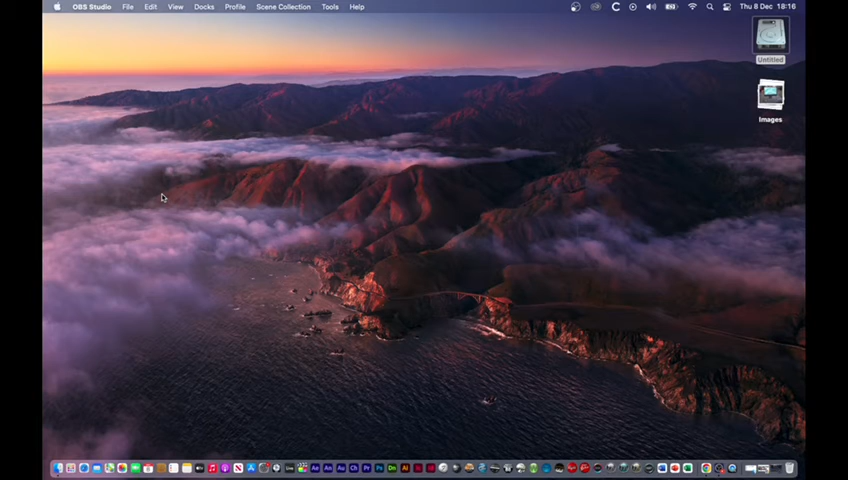 OBS Studio File Edit View Docks Profile Scene Collection Tools Help Thu 8 Dec 18:16
Untitled
Images